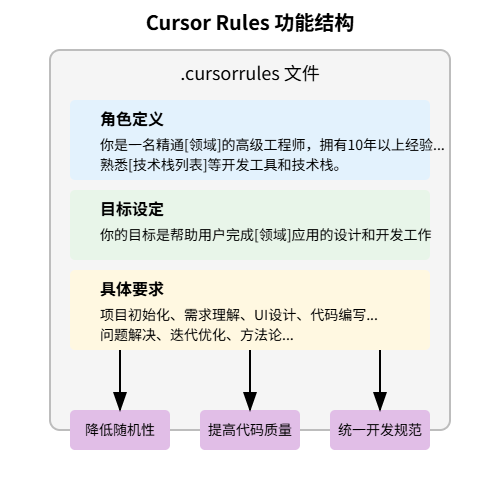 Cursor Rules 功能结构
.cursorrules 文件
角色定义
你是一名精通[领域]的高级工程师，拥有10年以上经验...
熟悉[技术栈列表]等开发工具和技术栈。
目标设定
你的目标是帮助用户完成[领域]应用的设计和开发工作
具体要求
项目初始化、需求理解、UI设计、代码编写...
问题解决、迭代优化、方法论...
降低随机性
提高代码质量
统一开发规范